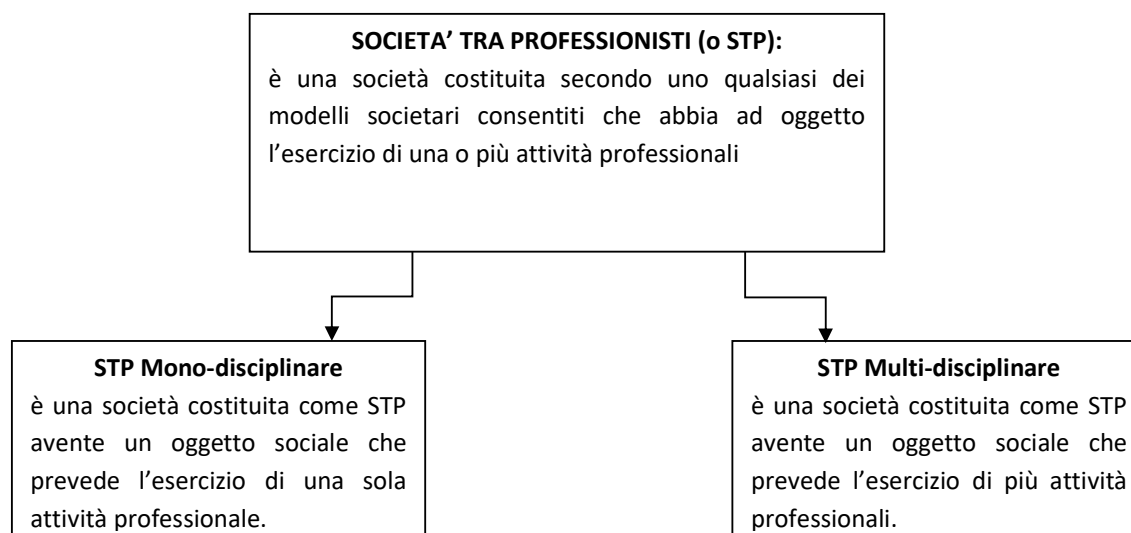 SOCIETA’ TRA PROFESSIONISTI (o STP):
è una società costituita secondo uno qualsiasi dei
modelli societari consentiti che abbia ad oggetto
l’esercizio di una o più attività professionali
STP Mono-disciplinare
è una società costituita come STP
avente un oggetto sociale che
prevede l’esercizio di una sola
attività professionale.
STP Multi-disciplinare
è una società costituita come STP
avente un oggetto sociale che
prevede l’esercizio di più attività
professionali.